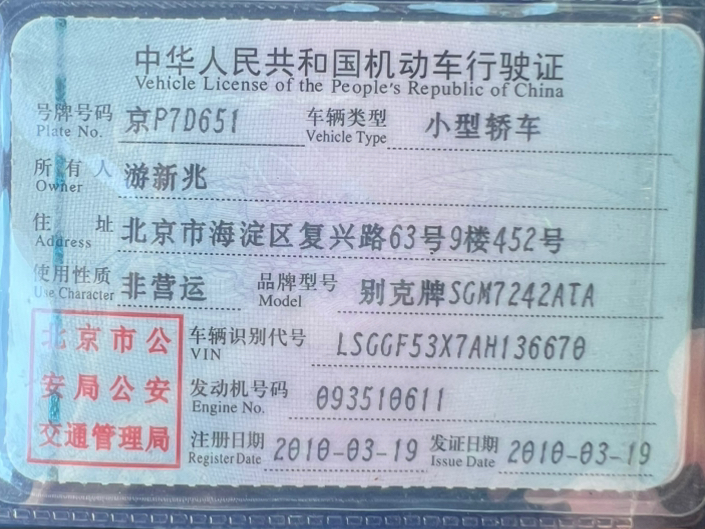 中华人民共和国机动车行驶证
Vehicle License of the People's Republic of China
号牌号码 京P7D651 车辆类型 小型轿车
Plate No. Vehicle Type
所有人 游新兆
Owner
住址 北京市海淀区复兴路63号9楼452号
Address
使用性质 非营运 品牌型号 别克牌SGM7242ATA
Use Character Model
车辆识别代号 LSGGF53X7AH136670
VIN
发动机号码 093510611
Engine No.
注册日期 2010-03-19 发证日期 2010-03-19
Register Date Issue Date
北京市公
安局公安
交通管理局